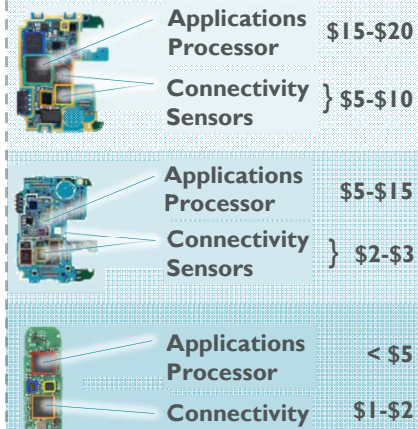 Applications
Processor $15-$20
Connectivity
Sensors } $5-$10
Applications
Processor $5-$15
Connectivity
Sensors } $2-$3
Applications
Processor < $5
Connectivity $1-$2